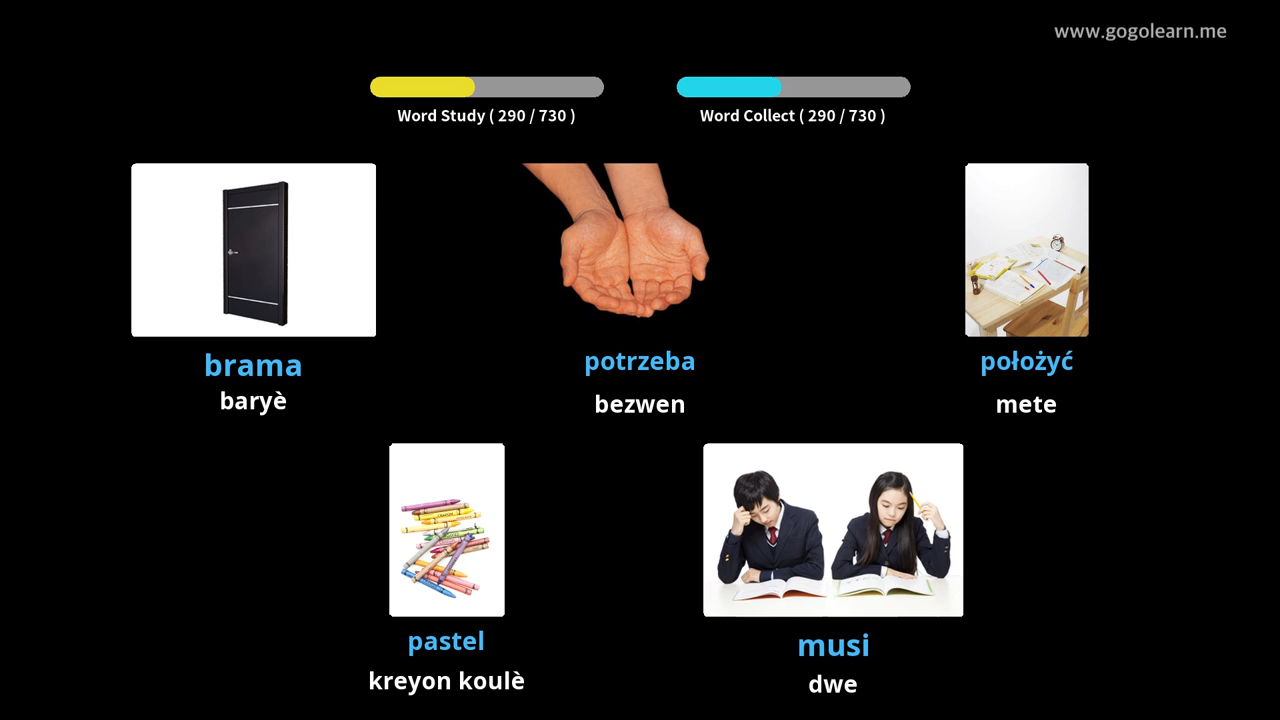 www.gogolearn.me
Word Study ( 290 / 730 )
Word Collect ( 290 / 730 )
brama
baryè
potrzeba
bezwen
położyć
mete
pastel
kreyon koulè
musi
dwe